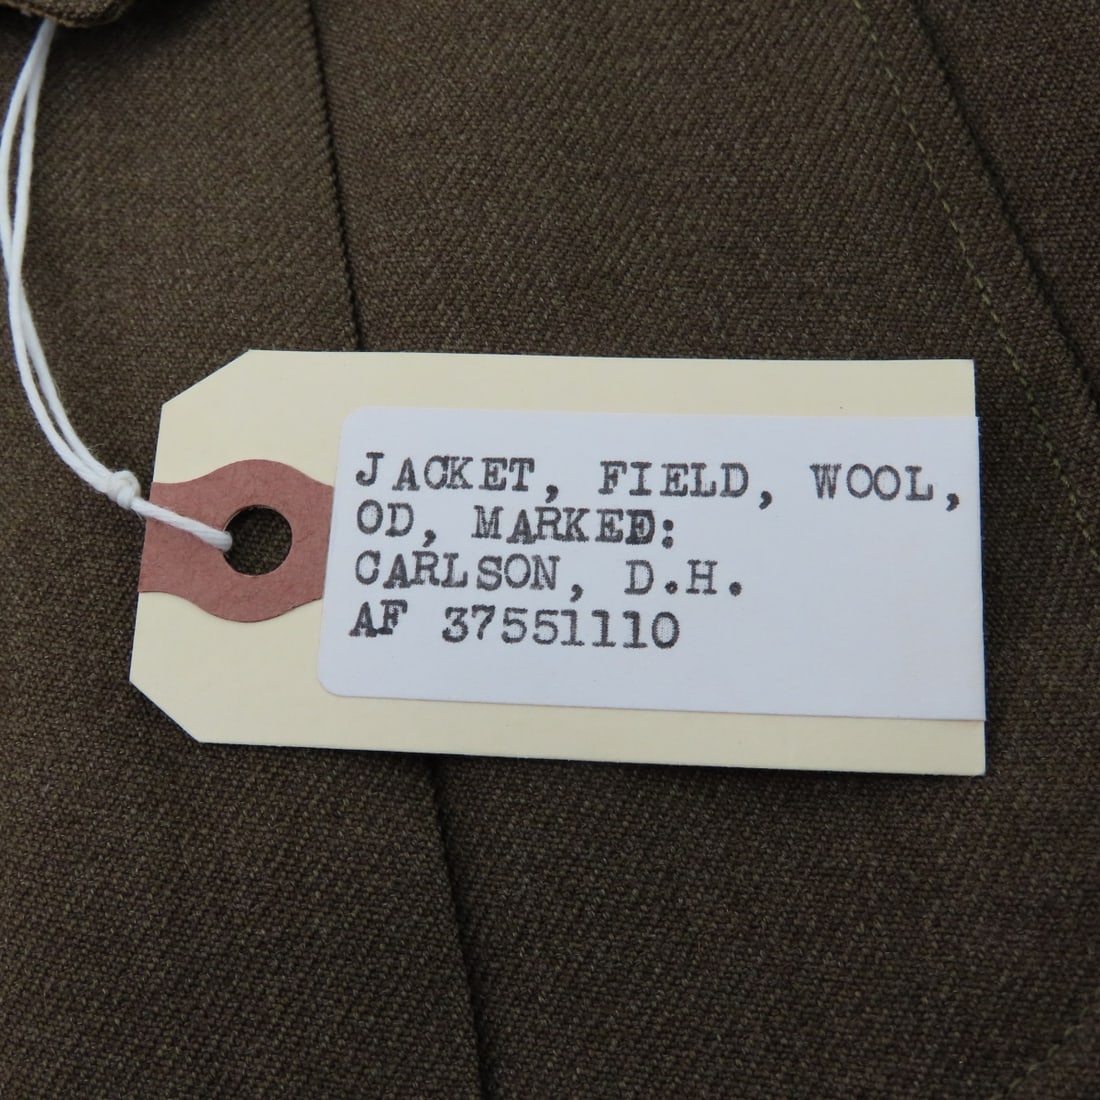 JACKET, FIELD, WOOL,
OD, MARKED:
CARLSON, D.H.
AF 37551110